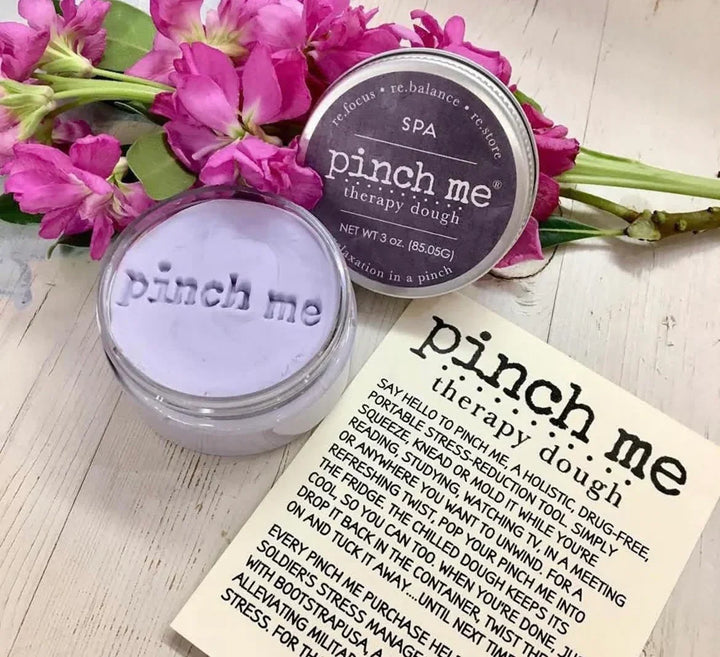 re.focus • re.balance • re.store
SPA
pinch me®
therapy dough
NET WT 3 oz. (85.05G)
relaxation in a pinch
pinch me
pinch me
therapy dough
SAY HELLO TO PINCH ME, A HOLISTIC, DRUG-FREE,
PORTABLE STRESS-REDUCTION TOOL. SIMPLY
SQUEEZE, KNEAD OR MOLD IT WHILE YOU'RE
READING, STUDYING, WATCHING TV, IN A MEETING
OR ANYWHERE YOU WANT TO UNWIND. FOR A
REFRESHING TWIST, POP YOUR PINCH ME INTO
THE FRIDGE. THE CHILLED DOUGH KEEPS ITS
COOL, SO YOU CAN TOO. WHEN YOU'RE DONE, JUS
DROP IT BACK IN THE CONTAINER, TWIST THE
ON AND TUCK IT AWAY... UNTIL NEXT TIME
EVERY PINCH ME PURCHASE HEL
SOLDIER'S STRESS MANAGE
WITH BOOTSTRAPUSA, A
ALLEVIATING MILITA
STRESS, FOR TH